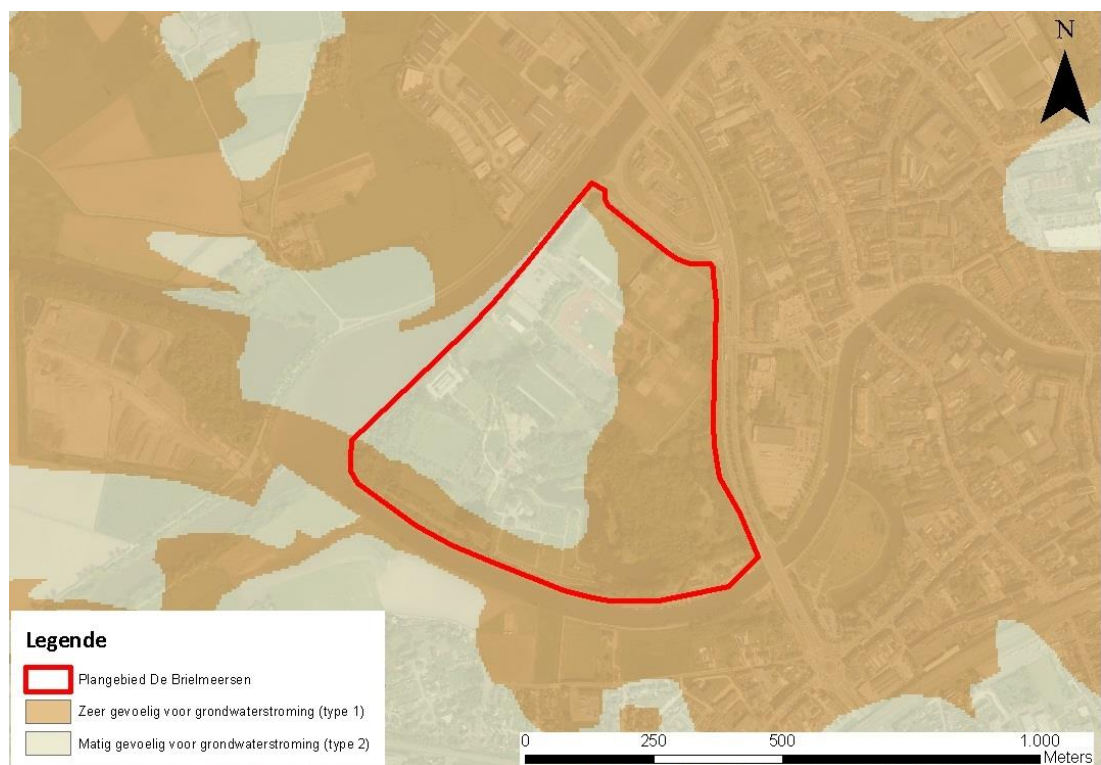 N
Legende
Plangebied De Brielmeersen
Zeer gevoelig voor grondwaterstroming (type 1)
Matig gevoelig voor grondwaterstroming (type 2)
0 250 500 1.000
Meters